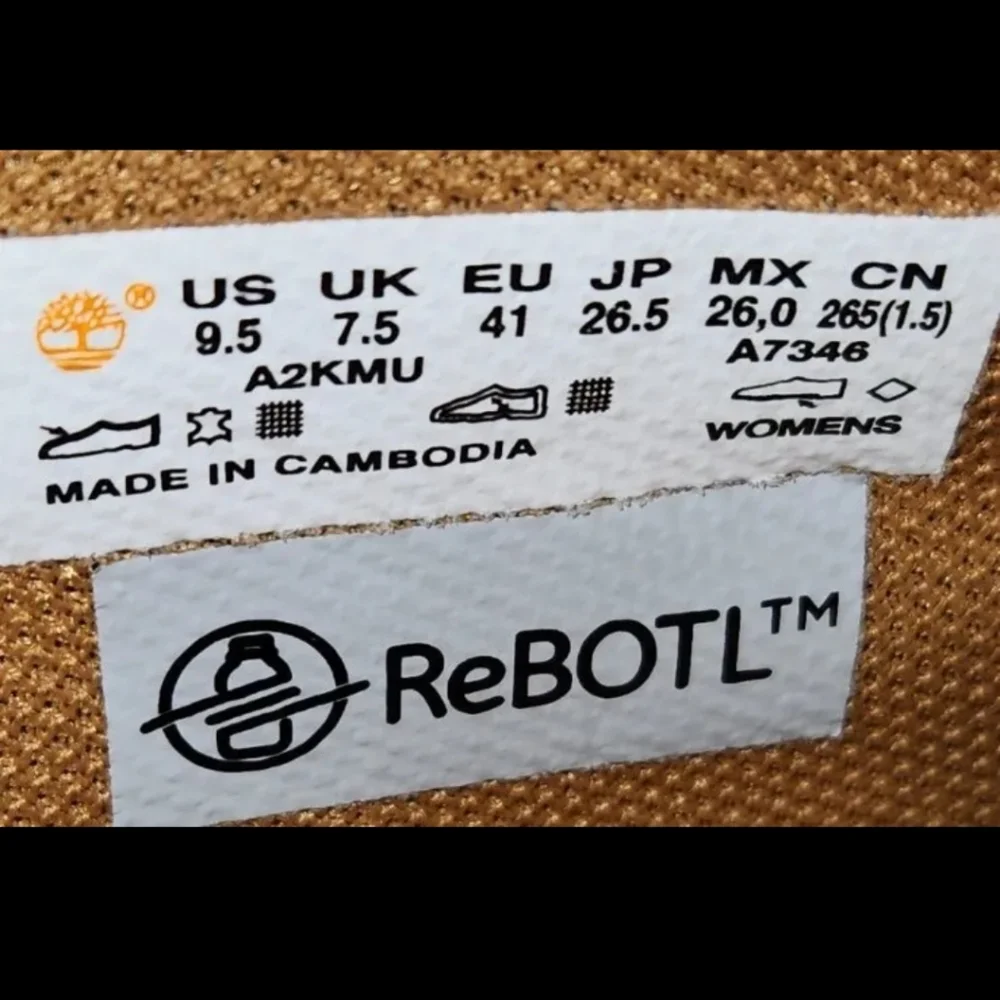 ® US UK EU JP MX CN
9.5 7.5 41 26.5 26,0 265(1.5)
A2KMU A7346
WOMENS
MADE IN CAMBODIA
ReBOTL™